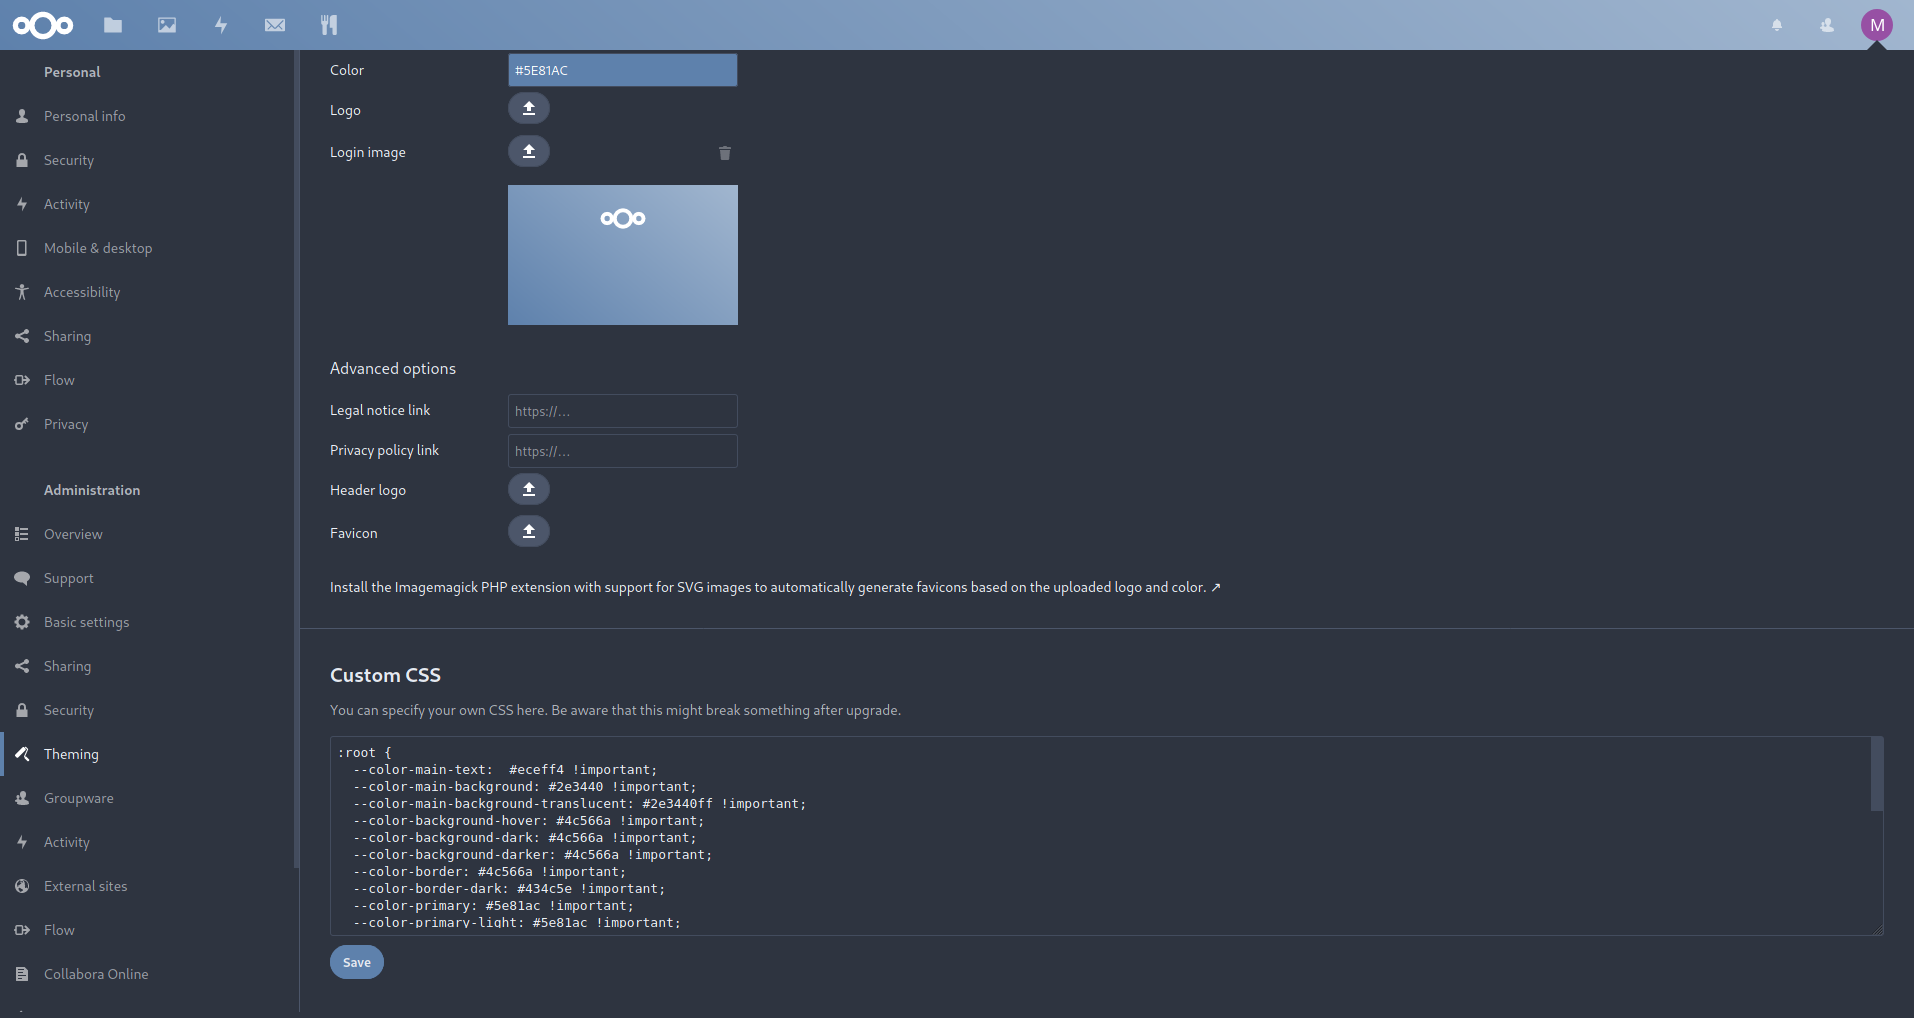 M
Personal
Personal info
Security
Activity
Mobile & desktop
Accessibility
Sharing
Flow
Privacy
Administration
Overview
Support
Basic settings
Sharing
Security
Theming
Groupware
Activity
External sites
Flow
Collabora Online
Color
#5E81AC
Logo
Login image
Advanced options
Legal notice link
https://...
Privacy policy link
https://...
Header logo
Favicon
Install the Imagemagick PHP extension with support for SVG images to automatically generate favicons based on the uploaded logo and color. ↗
Custom CSS
You can specify your own CSS here. Be aware that this might break something after upgrade.
:root {
  --color-main-text:  #eceff4 !important;
  --color-main-background: #2e3440 !important;
  --color-main-background-translucent: #2e3440ff !important;
  --color-background-hover: #4c566a !important;
  --color-background-dark: #4c566a !important;
  --color-background-darker: #4c566a !important;
  --color-border: #4c566a !important;
  --color-border-dark: #434c5e !important;
  --color-primary: #5e81ac !important;
  --color-primary-light: #5e81ac !important;
Save